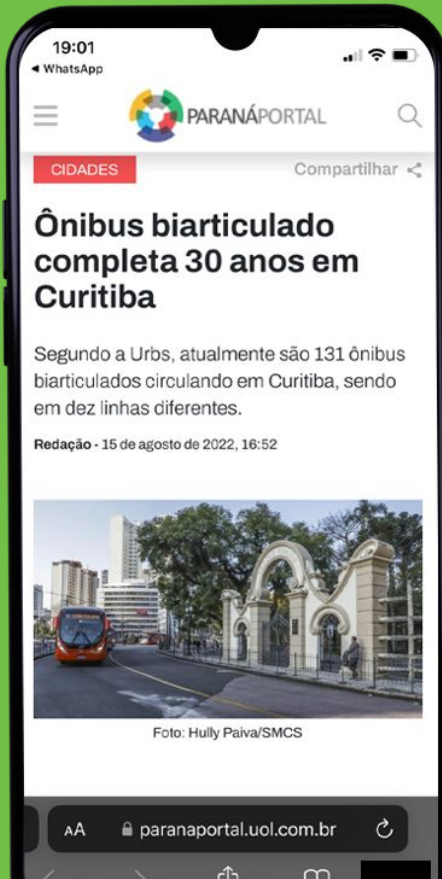 19:01
◄ WhatsApp
PARANÁPORTAL
CIDADES
Compartilhar
Ônibus biarticulado
completa 30 anos em
Curitiba
Segundo a Urbs, atualmente são 131 ônibus
biarticulados circulando em Curitiba, sendo
em dez linhas diferentes.
Redação - 15 de agosto de 2022, 16:52
Foto: Hully Paiva/SMCS
AA
paranaportal.uol.com.br